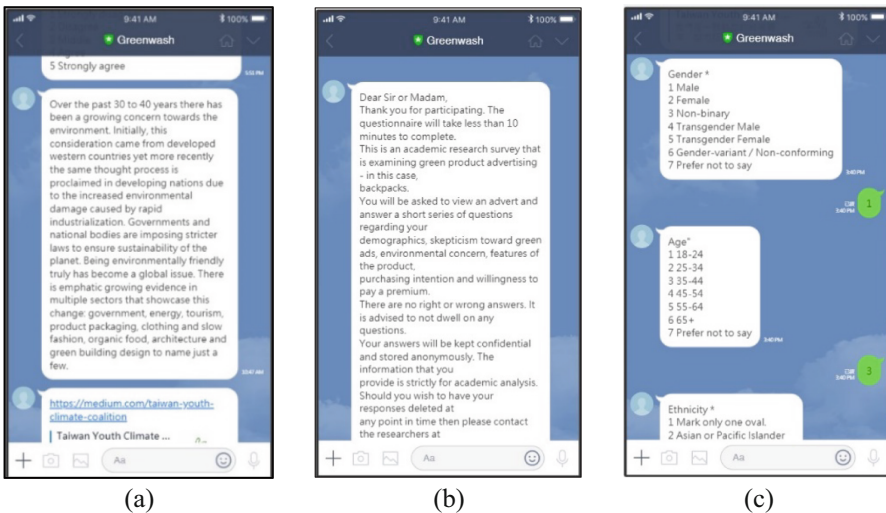 9:41 AM
100%
Greenwash
5 Strongly agree
Over the past 30 to 40 years there has
been a growing concern towards the
environment. Initially, this
consideration came from developed
western countries yet more recently
the same thought process is
proclaimed in developing nations due
to the increased environmental
damage caused by rapid
industrialization. Governments and
national bodies are imposing stricter
laws to ensure sustainability of the
planet. Being environmentally friendly
truly has become a global issue. There
is emphatic growing evidence in
multiple sectors that showcase this
change: government, energy, tourism,
product packaging, clothing and slow
fashion, organic food, architecture and
green building design to name just a
few.
https://medium.com/taiwan-youth-
climate-coalition
Taiwan Youth Climate ...
Aa
(a)
9:41 AM
100%
Greenwash
Dear Sir or Madam,
Thank you for participating. The
questionnaire will take less than 10
minutes to complete.
This is an academic research survey that
is examining green product advertising
- in this case,
backpacks.
You will be asked to view an advert and
answer a short series of questions
regarding your
demographics, skepticism toward green
ads, environmental concern, features of
the product,
purchasing intention and willingness to
pay a premium.
There are no right or wrong answers. It
is advised to not dwell on any
questions.
Your answers will be kept confidential
and stored anonymously. The
information that you
provide is strictly for academic analysis.
Should you wish to have your
responses deleted at
any point in time then please contact
the researchers at
Aa
(b)
9:41 AM
100%
Greenwash
Gender *
1 Male
2 Female
3 Non-binary
4 Transgender Male
5 Transgender Female
6 Gender-variant / Non-conforming
7 Prefer not to say
3:40 PM
1
3:40 PM
Age"
1 18-24
2 25-34
3 35-44
4 45-54
5 55-64
6 65+
7 Prefer not to say
3:40 PM
3
3:40 PM
Ethnicity *
1 Mark only one oval.
2 Asian or Pacific Islander
Aa
(c)